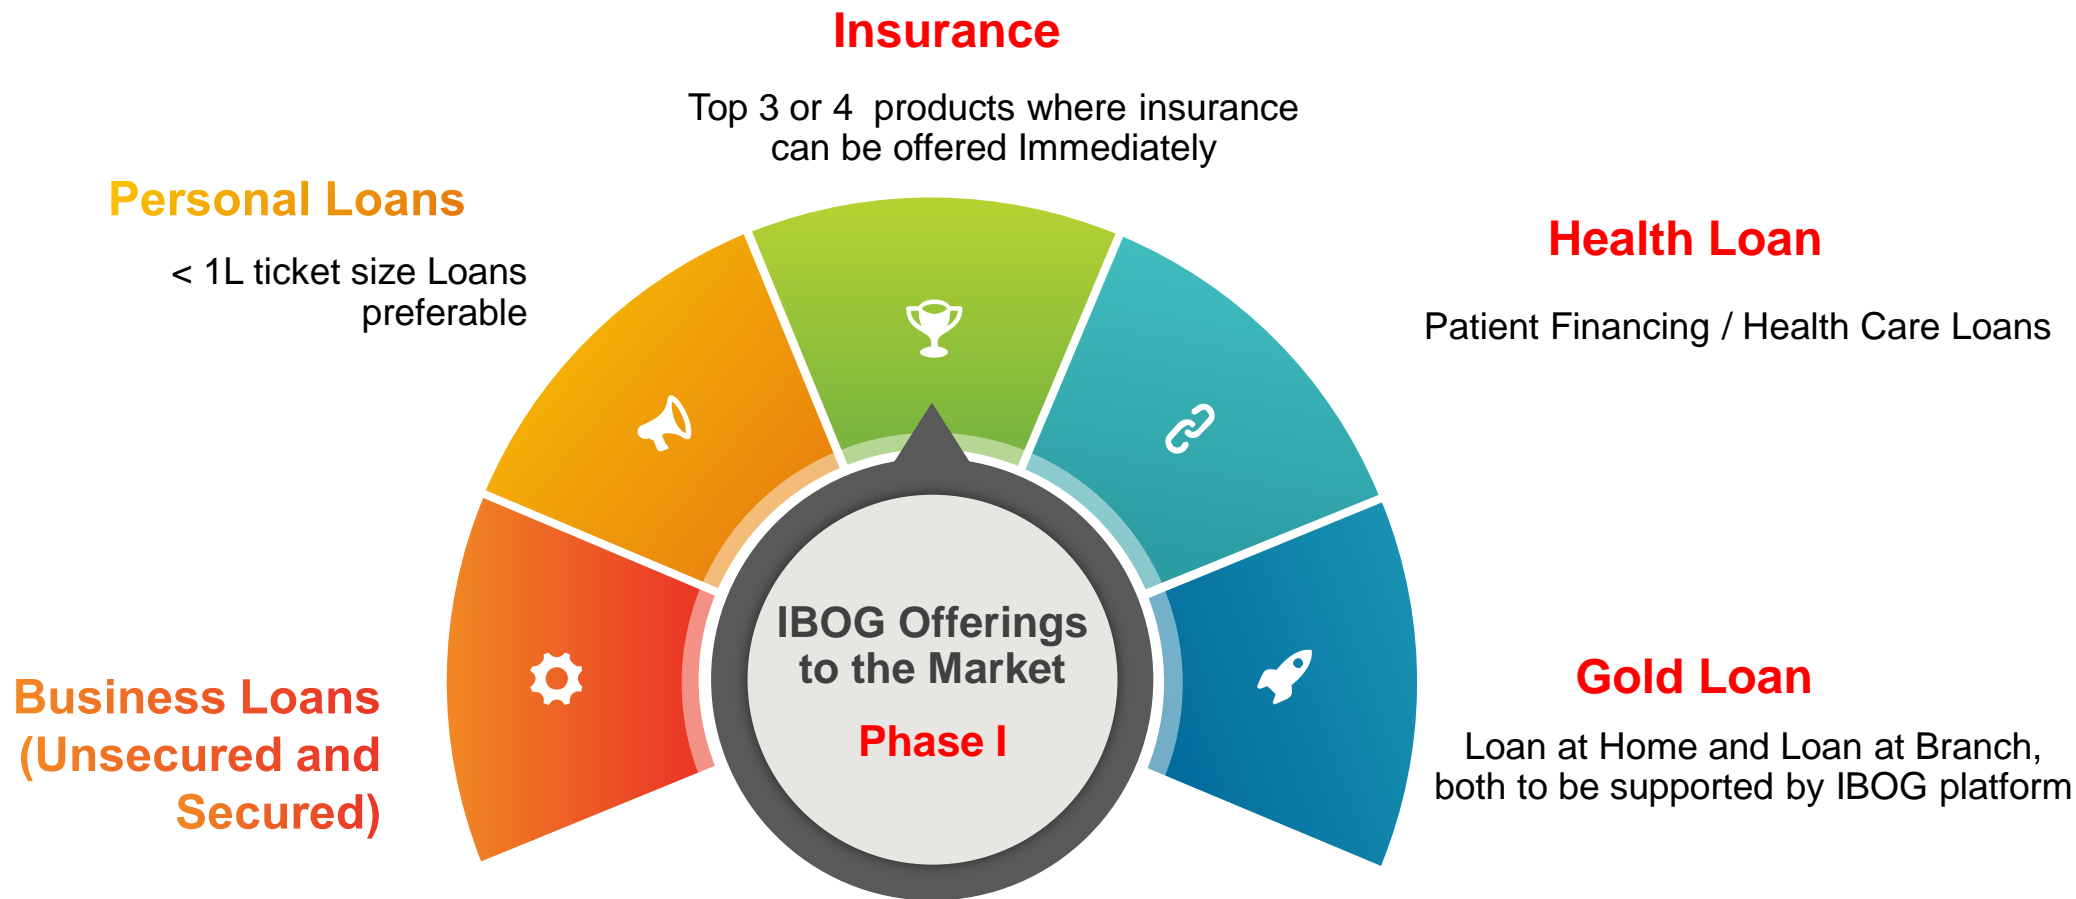 Insurance
Top 3 or 4 products where insurance
can be offered Immediately
Personal Loans
< 1L ticket size Loans
preferable
Health Loan
Patient Financing / Health Care Loans
IBOG Offerings
to the Market
Phase I
Business Loans
(Unsecured and
Secured)
Gold Loan
Loan at Home and Loan at Branch,
both to be supported by IBOG platform